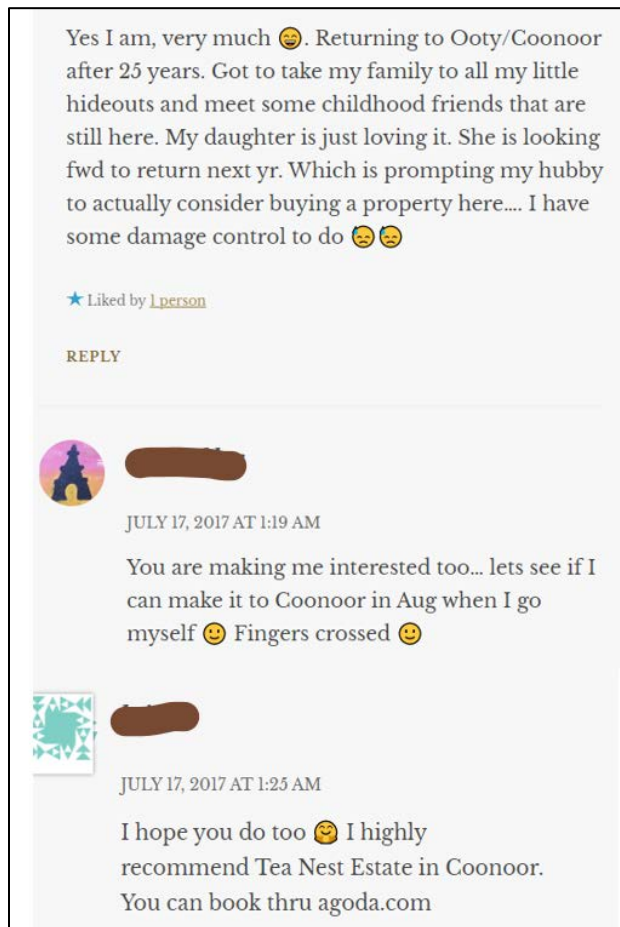 Yes I am, very much 😄. Returning to Ooty/Coonoor
after 25 years. Got to take my family to all my little
hideouts and meet some childhood friends that are
still here. My daughter is just loving it. She is looking
fwd to return next yr. Which is prompting my hubby
to actually consider buying a property here.... I have
some damage control to do 😓😓
★ Liked by 1 person
REPLY
JULY 17, 2017 AT 1:19 AM
You are making me interested too... lets see if I
can make it to Coonoor in Aug when I go
myself 🙂 Fingers crossed 🙂
JULY 17, 2017 AT 1:25 AM
I hope you do too 🤗 I highly
recommend Tea Nest Estate in Coonoor.
You can book thru agoda.com